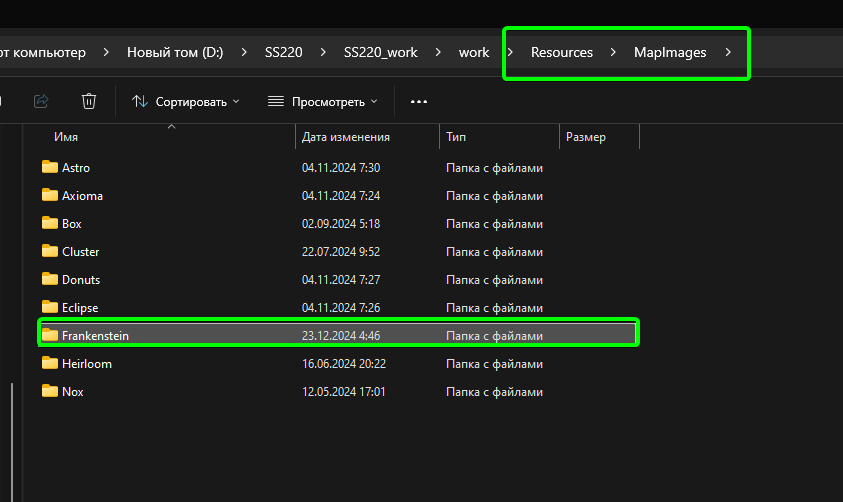 от компьютер > Новый том (D:) > SS220 > SS220_work > work > Resources > MapImages >
Сортировать Просмотреть
Имя Дата изменения Тип Размер
Astro 04.11.2024 7:30 Папка с файлами
Axioma 04.11.2024 7:24 Папка с файлами
Box 02.09.2024 5:18 Папка с файлами
Cluster 22.07.2024 9:52 Папка с файлами
Donuts 04.11.2024 7:27 Папка с файлами
Eclipse 04.11.2024 7:26 Папка с файлами
Frankenstein 23.12.2024 4:46 Папка с файлами
Heirloom 16.06.2024 20:22 Папка с файлами
Nox 12.05.2024 17:01 Папка с файлами